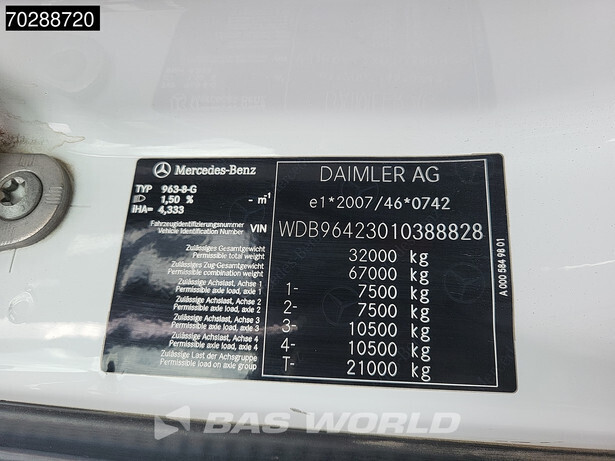 70288720
Mercedes-Benz
DAIMLER AG
TYP 963-8-G
1,50 % - m⁻¹
e1*2007/46*0742
iHA= 4,333
Fahrzeugidentifizierungsnummer
Vehicle Identification Number VIN WDB96423010388828
Zulässiges Gesamtgewicht
Permissible total weight 32000 kg
Zulässiges Zug-Gesamtgewicht
Permissible combination weight 67000 kg
Zulässige Achslast, Achse 1
Permissible axle load, axle 1 1- 7500 kg
Zulässige Achslast, Achse 2
Permissible axle load, axle 2 2- 7500 kg
Zulässige Achslast, Achse 3
Permissible axle load, axle 3 3- 10500 kg
Zulässige Achslast, Achse 4
Permissible axle load, axle 4 4- 10500 kg
Zulässige Last der Achsgruppe
Permissible load on axle group T- 21000 kg
A 000 584 98 01
BAS WORLD